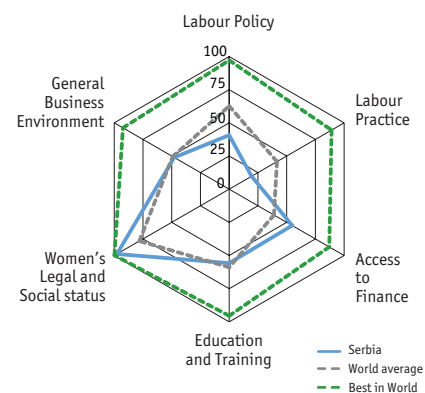 Labour Policy
100
75
50
25
0
General
Business
Environment
Labour
Practice
Women's
Legal and
Social status
Access
to
Finance
Education
and Training
Serbia
World average
Best in World